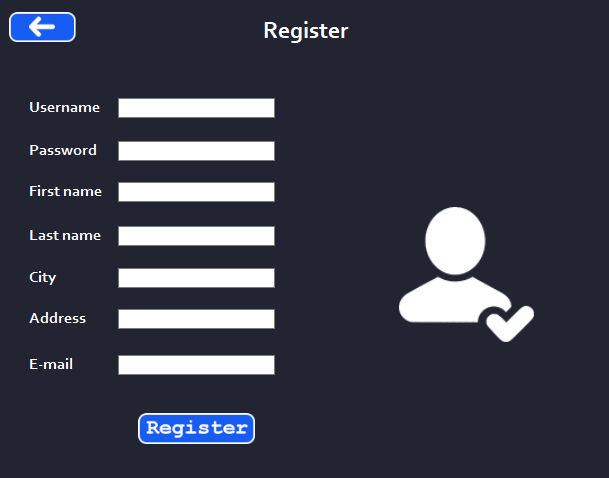 Register
Username
Password
First name
Last name
City
Address
E-mail
Register